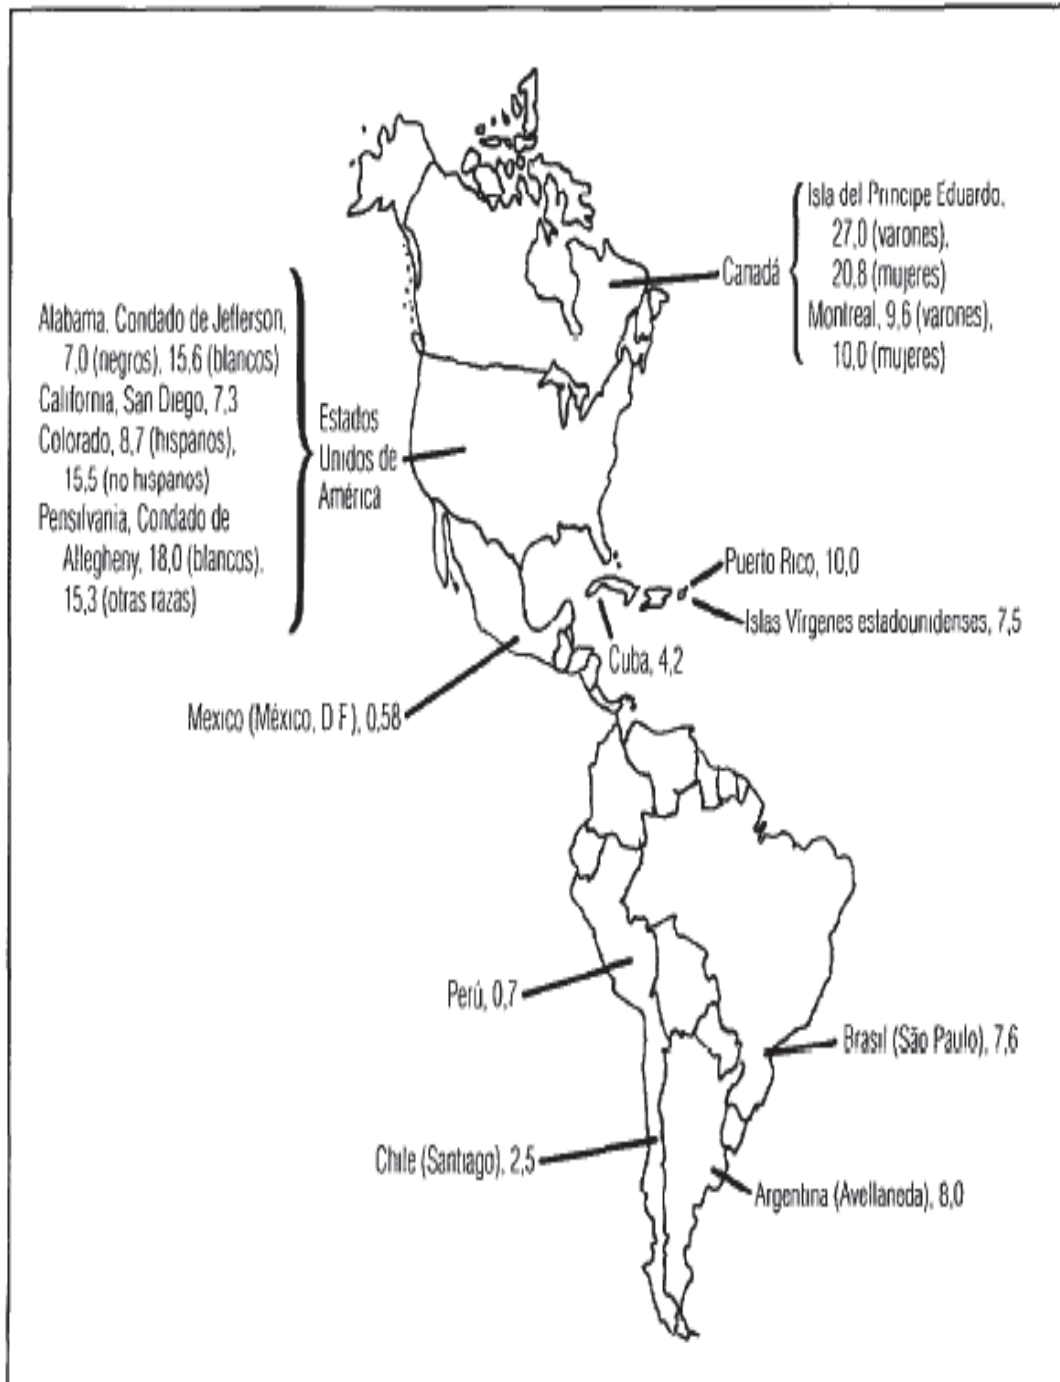 Isla del Principe Eduardo,
27,0 (varones),
20,8 (mujeres)
Canadá
Montreal, 9,6 (varones),
10,0 (mujeres)
Alabama, Condado de Jefferson,
7,0 (negros), 15,6 (blancos)
California, San Diego, 7,3
Colorado, 8,7 (hispanos),
15,5 (no hispanos)
Pensilvania, Condado de
Allegheny, 18,0 (blancos),
15,3 (otras razas)
Estados
Unidos de
América
Puerto Rico, 10,0
Islas Vírgenes estadounidenses, 7,5
Cuba, 4,2
Mexico (México, D F), 0,58
Perú, 0,7
Brasil (São Paulo), 7,6
Chile (Santiago), 2,5
Argentina (Avellaneda), 8,0